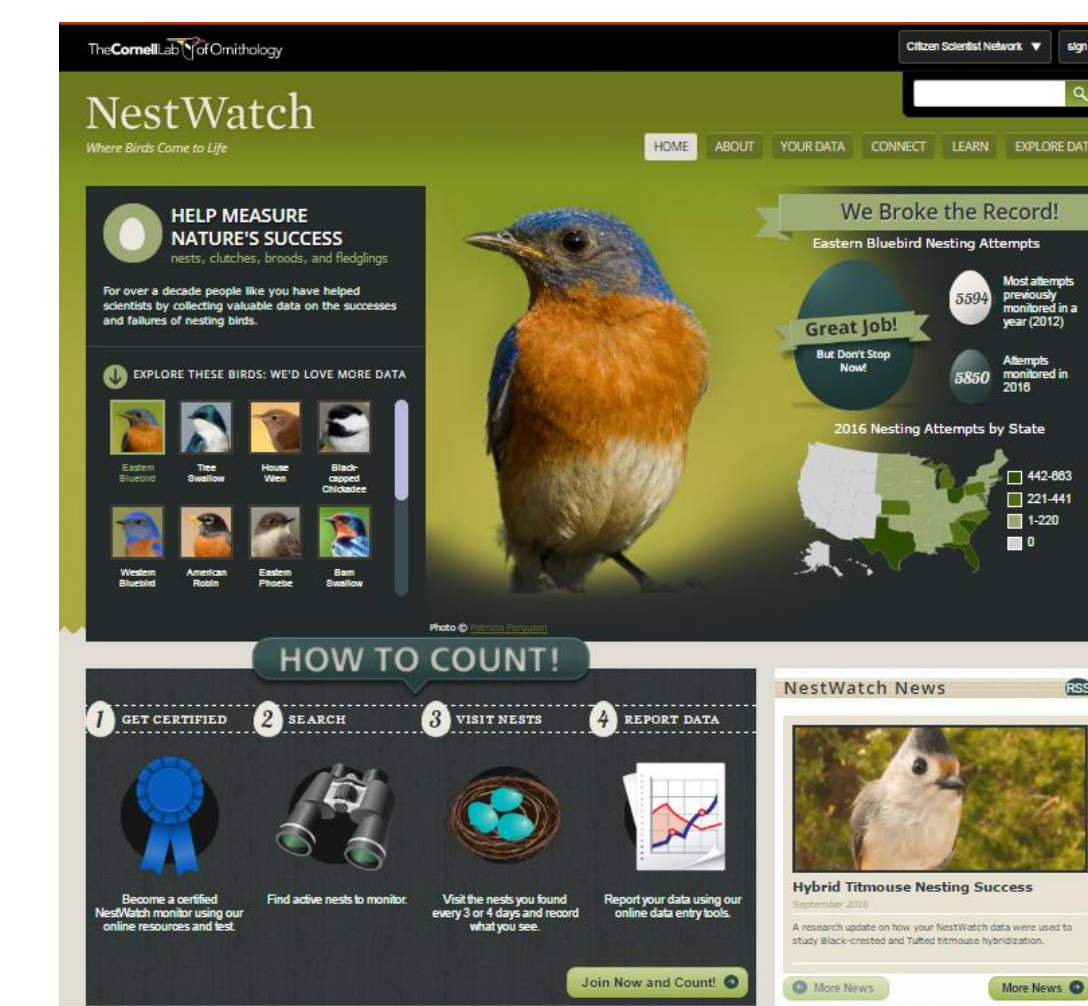 TheCornellLab of Ornithology
Citizen Scientist Network ▼
sign
NestWatch
Where Birds Come to Life
HOME
ABOUT
YOUR DATA
CONNECT
LEARN
EXPLORE DAT
HELP MEASURE
NATURE'S SUCCESS
nests, clutches, broods, and fledglings
For over a decade people like you have helped
scientists by collecting valuable data on the successes
and failures of nesting birds.
EXPLORE THESE BIRDS: WE'D LOVE MORE DATA
Eastern
Bluebird
Tree
Swallow
House
Wren
Black-
capped
Chickadee
Western
Bluebird
American
Robin
Eastern
Phoebe
Barn
Swallow
Photo © Patricia Ferguson
We Broke the Record!
Eastern Bluebird Nesting Attempts
Great Job!
But Don't Stop
Now!
5594
Most attempts
previously
monitored in a
year (2012)
5850
Attempts
monitored in
2016
2016 Nesting Attempts by State
442-663
221-441
1-220
0
HOW TO COUNT!
1 GET CERTIFIED
2 SEARCH
3 VISIT NESTS
4 REPORT DATA
Become a certified
NestWatch monitor using our
online resources and test.
Find active nests to monitor.
Visit the nests you found
every 3 or 4 days and record
what you see.
Report your data using our
online data entry tools.
Join Now and Count!
NestWatch News
RSS
Hybrid Titmouse Nesting Success
September 2016
A research update on how your NestWatch data were used to
study Black-crested and Tufted titmouse hybridization.
More News
More News